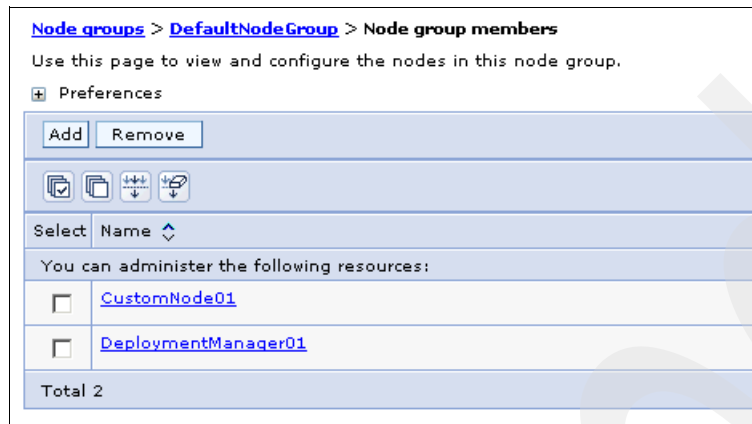 Node groups > DefaultNodeGroup > Node group members
Use this page to view and configure the nodes in this node group.
Preferences
Add Remove
Select Name
You can administer the following resources:
CustomNode01
DeploymentManager01
Total 2